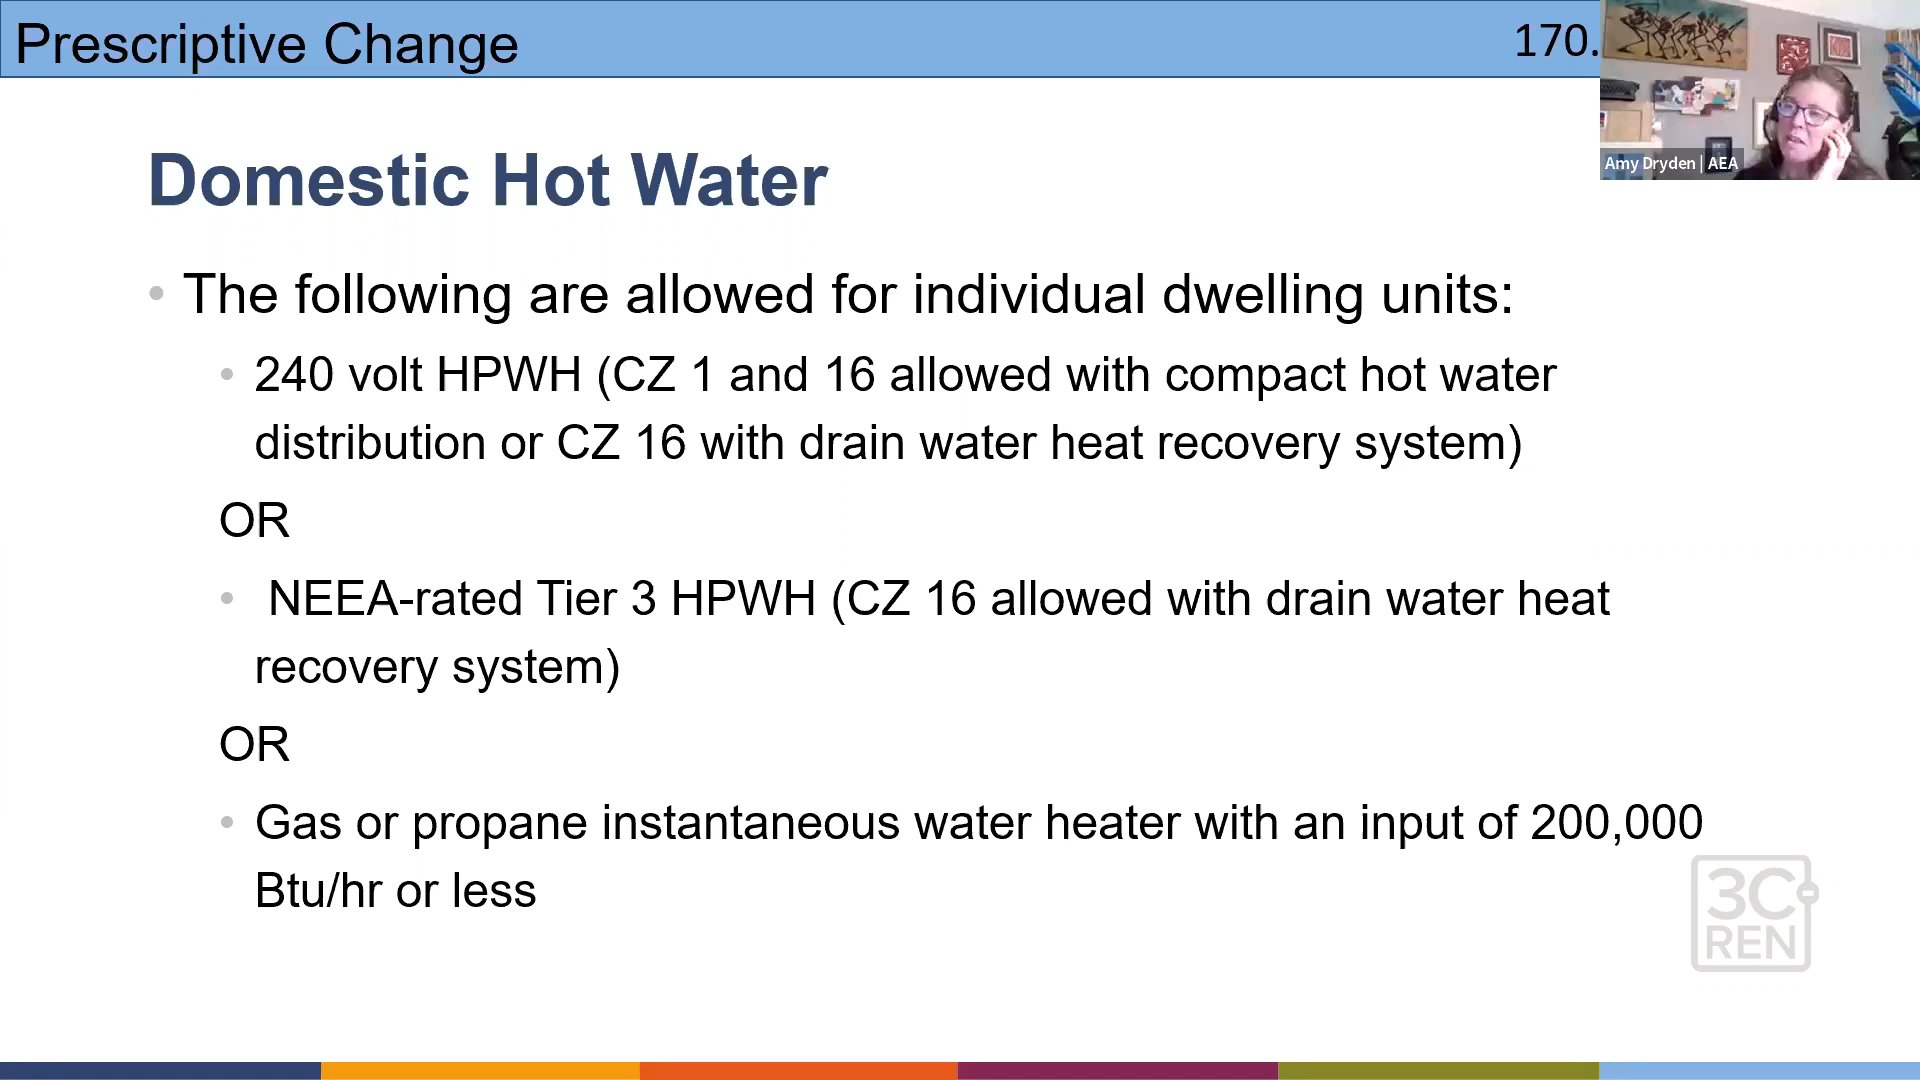 Prescriptive Change
170.
Amy Dryden | AEA
Domestic Hot Water
• The following are allowed for individual dwelling units:
• 240 volt HPWH (CZ 1 and 16 allowed with compact hot water
distribution or CZ 16 with drain water heat recovery system)
OR
• NEEA-rated Tier 3 HPWH (CZ 16 allowed with drain water heat
recovery system)
OR
• Gas or propane instantaneous water heater with an input of 200,000
Btu/hr or less
3C
REN